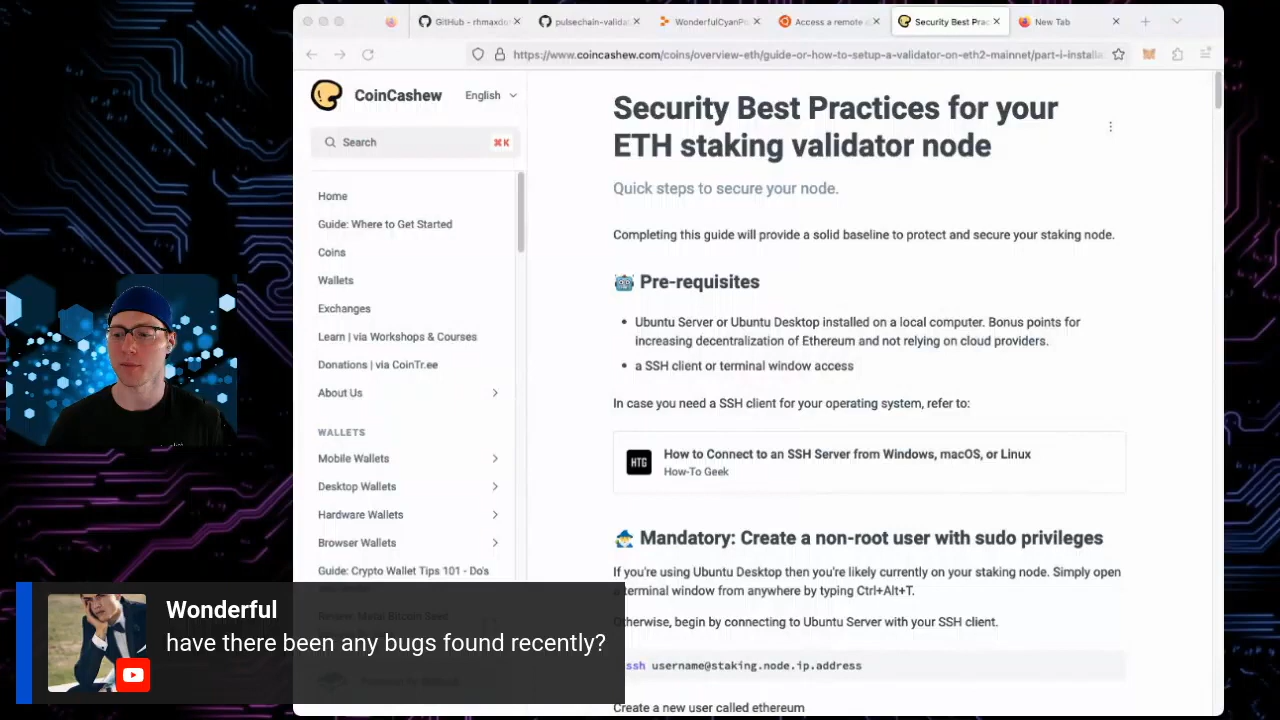 GitHub - rhmaxdo
pulsechain-valida
WonderfulCyanPi
Access a remote d
Security Best Prac
New Tab
https://www.coincashew.com/coins/overview-eth/guide-or-how-to-setup-a-validator-on-eth2-mainnet/part-i-installa
CoinCashew
English
Search
⌘K
Home
Guide: Where to Get Started
Coins
Wallets
Exchanges
Learn | via Workshops & Courses
Donations | via CoinTr.ee
About Us
WALLETS
Mobile Wallets
Desktop Wallets
Hardware Wallets
Browser Wallets
Guide: Crypto Wallet Tips 101 - Do's
Security Best Practices for your
ETH staking validator node
Quick steps to secure your node.
Completing this guide will provide a solid baseline to protect and secure your staking node.
Pre-requisites
Ubuntu Server or Ubuntu Desktop installed on a local computer. Bonus points for
increasing decentralization of Ethereum and not relying on cloud providers.
a SSH client or terminal window access
In case you need a SSH client for your operating system, refer to:
HTG
How to Connect to an SSH Server from Windows, macOS, or Linux
How-To Geek
Mandatory: Create a non-root user with sudo privileges
If you're using Ubuntu Desktop then you're likely currently on your staking node. Simply open
a terminal window from anywhere by typing Ctrl+Alt+T.
Otherwise, begin by connecting to Ubuntu Server with your SSH client.
ssh username@staking.node.ip.address
Create a new user called ethereum
Wonderful
have there been any bugs found recently?